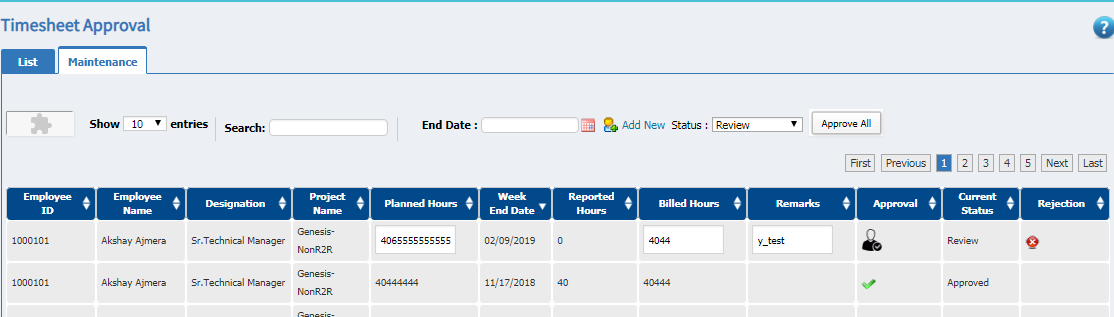 Timesheet Approval
?
List Maintenance
Show 10 entries Search: End Date : Add New Status : Review Approve All
First Previous 1 2 3 4 5 Next Last
Employee ID Employee Name Designation Project Name Planned Hours Week End Date Reported Hours Billed Hours Remarks Approval Current Status Rejection
1000101 Akshay Ajmera Sr.Technical Manager Genesis-NonR2R 4065555555555 02/09/2019 0 4044 y_test Review
1000101 Akshay Ajmera Sr.Technical Manager Genesis-NonR2R 40444444 11/17/2018 40 40444 Approved
Genesis-